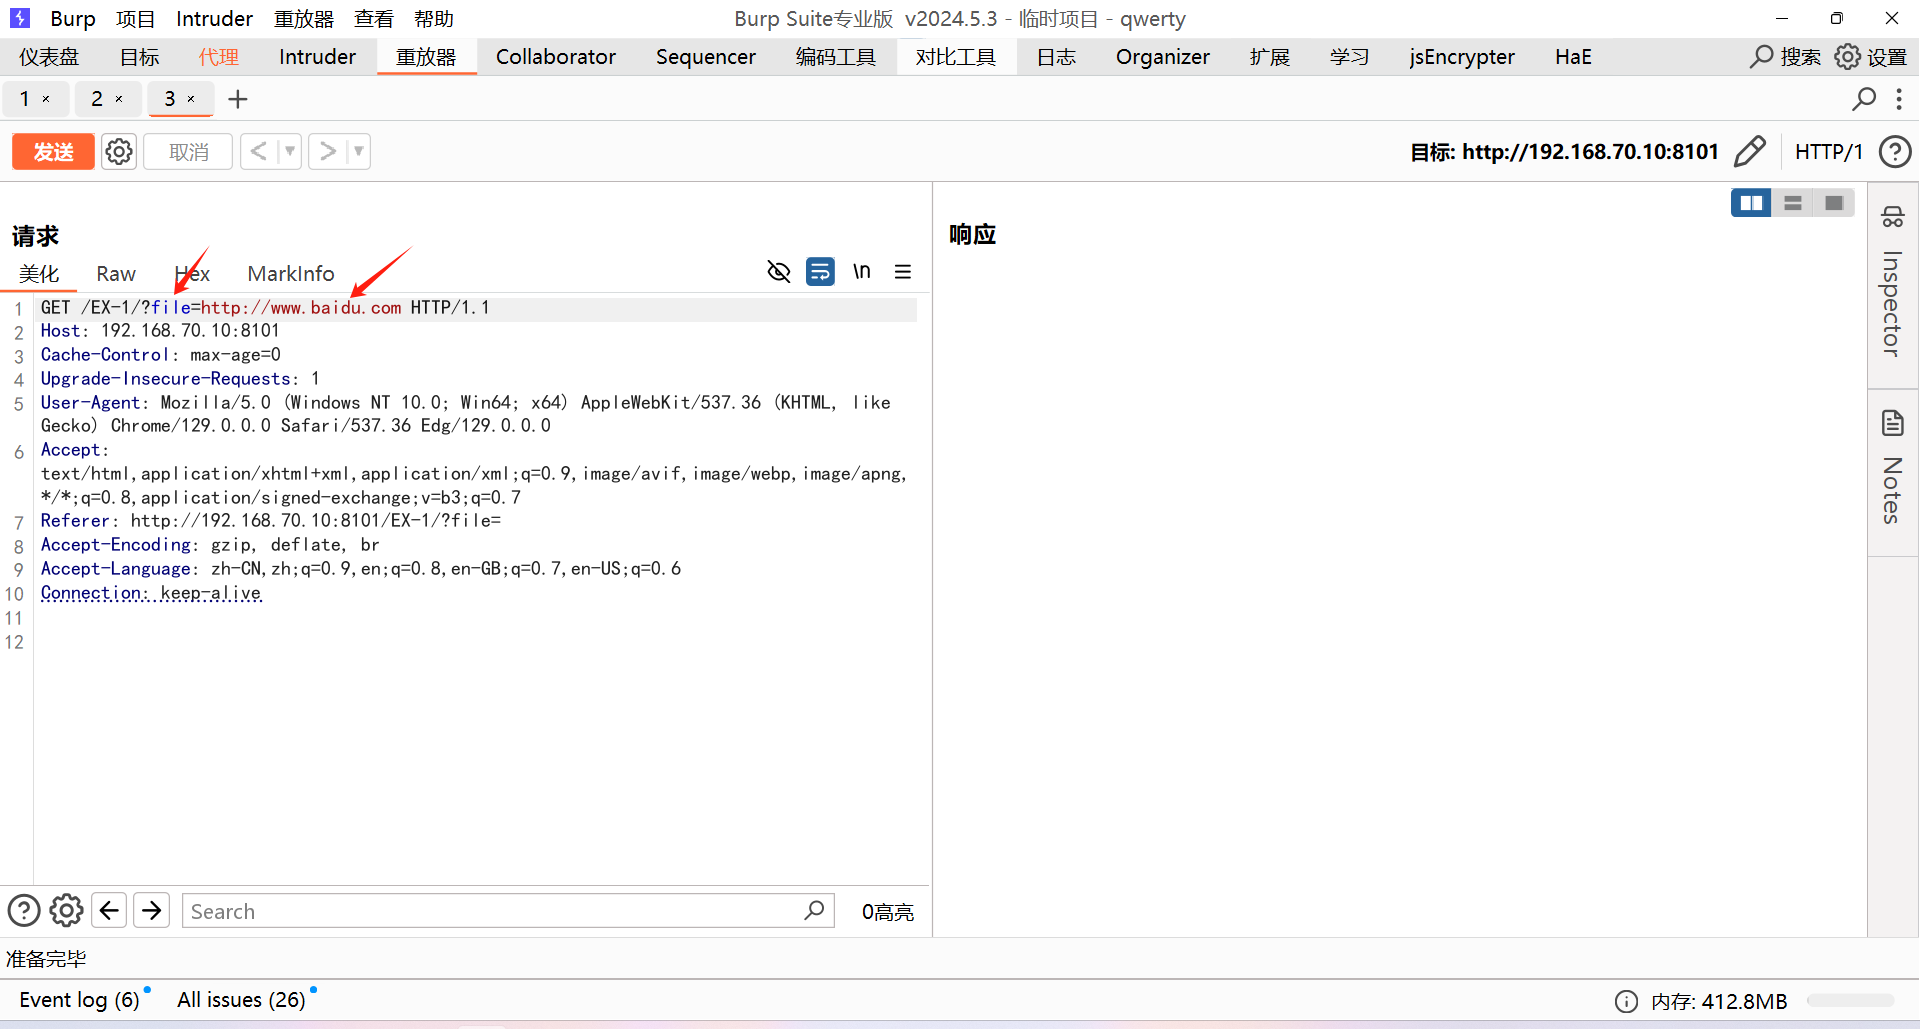 Burp 项目 Intruder 重放器 查看 帮助 Burp Suite专业版 v2024.5.3 - 临时项目 - qwerty
仪表盘 目标 代理 Intruder 重放器 Collaborator Sequencer 编码工具 对比工具 日志 Organizer 扩展 学习 jsEncrypter HaE 搜索 设置
1 × 2 × 3 × +
发送 取消 < > 目标: http://192.168.70.10:8101 HTTP/1
请求
美化 Raw Hex MarkInfo \n
1 GET /EX-1/?file=http://www.baidu.com HTTP/1.1
2 Host: 192.168.70.10:8101
3 Cache-Control: max-age=0
4 Upgrade-Insecure-Requests: 1
5 User-Agent: Mozilla/5.0 (Windows NT 10.0; Win64; x64) AppleWebKit/537.36 (KHTML, like
Gecko) Chrome/129.0.0.0 Safari/537.36 Edg/129.0.0.0
6 Accept:
text/html,application/xhtml+xml,application/xml;q=0.9,image/avif,image/webp,image/apng,
*/*;q=0.8,application/signed-exchange;v=b3;q=0.7
7 Referer: http://192.168.70.10:8101/EX-1/?file=
8 Accept-Encoding: gzip, deflate, br
9 Accept-Language: zh-CN,zh;q=0.9,en;q=0.8,en-GB;q=0.7,en-US;q=0.6
10 Connection: keep-alive
11
12
Search 0高亮
响应
Inspector
Notes
准备完毕
Event log (6) All issues (26) 内存: 412.8MB